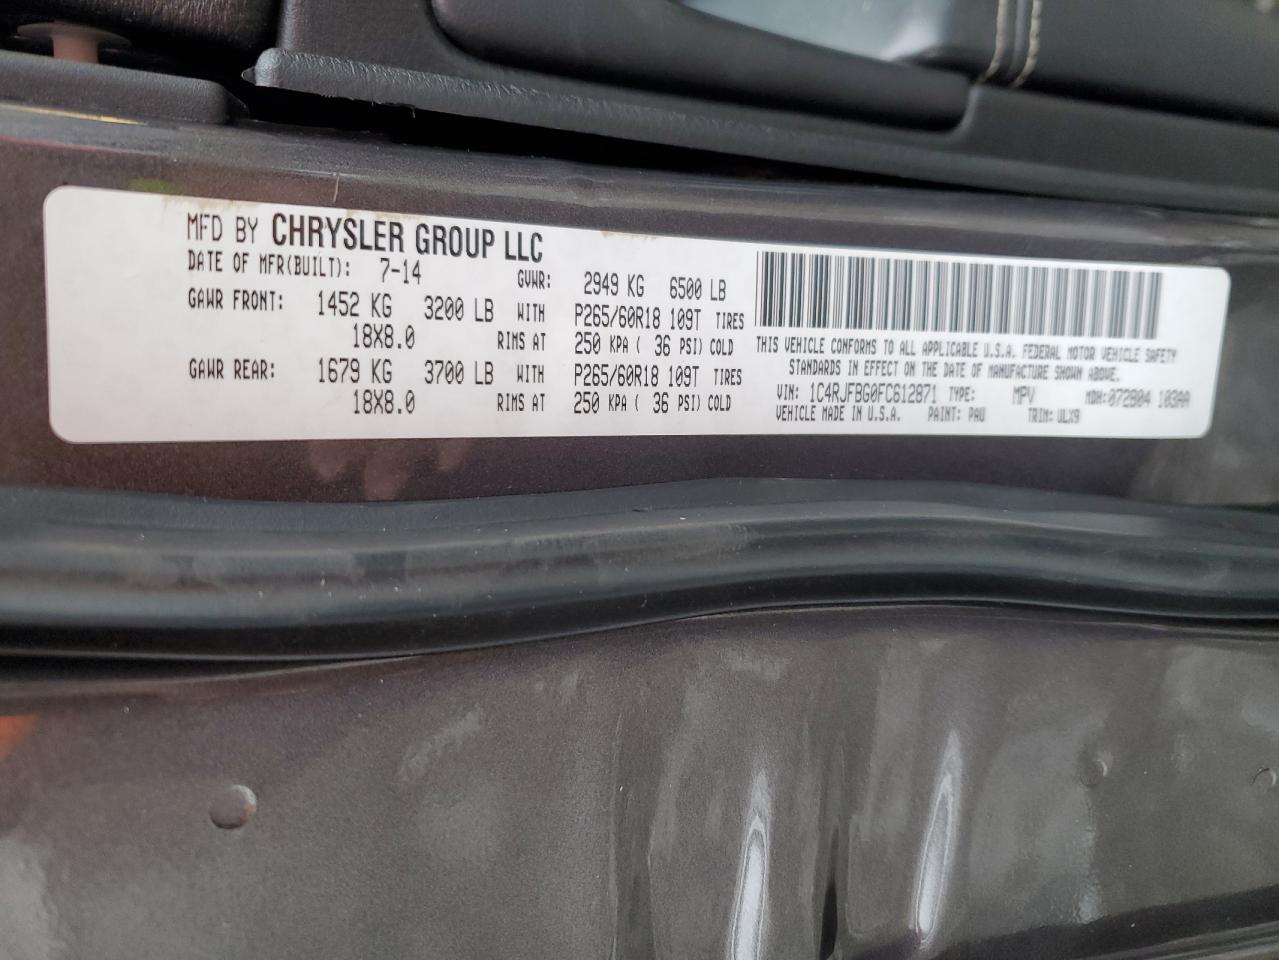 MFD BY CHRYSLER GROUP LLC
DATE OF MFR(BUILT): 7-14 GVWR: 2949 KG 6500 LB
GAWR FRONT: 1452 KG 3200 LB WITH P265/60R18 109T TIRES
18X8.0 RIMS AT 250 KPA ( 36 PSI) COLD
GAWR REAR: 1679 KG 3700 LB WITH P265/60R18 109T TIRES
18X8.0 RIMS AT 250 KPA ( 36 PSI) COLD
THIS VEHICLE CONFORMS TO ALL APPLICABLE U.S.A. FEDERAL MOTOR VEHICLE SAFETY
STANDARDS IN EFFECT ON THE DATE OF MANUFACTURE SHOWN ABOVE.
VIN: 1C4RJFBG0FC612871 TYPE: MPV MDH: 072804 103AA
VEHICLE MADE IN U.S.A. PAINT: PAU TRIM: ULX9